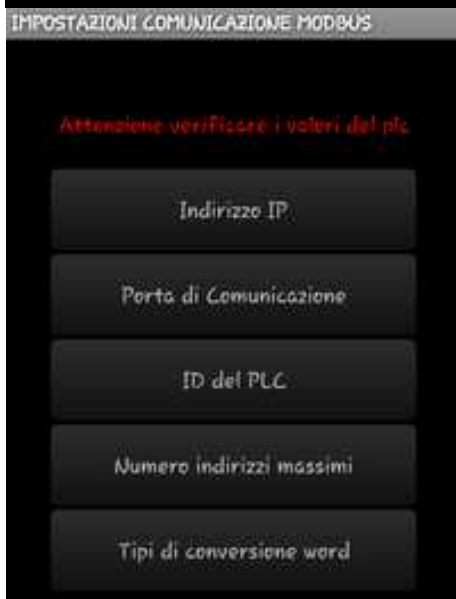 IMPOSTAZIONI COMUNICAZIONE MODBUS
Attenzione verificare i valori del plc
Indirizzo IP
Porta di Comunicazione
ID del PLC
Numero indirizzi massimi
Tipi di conversione word